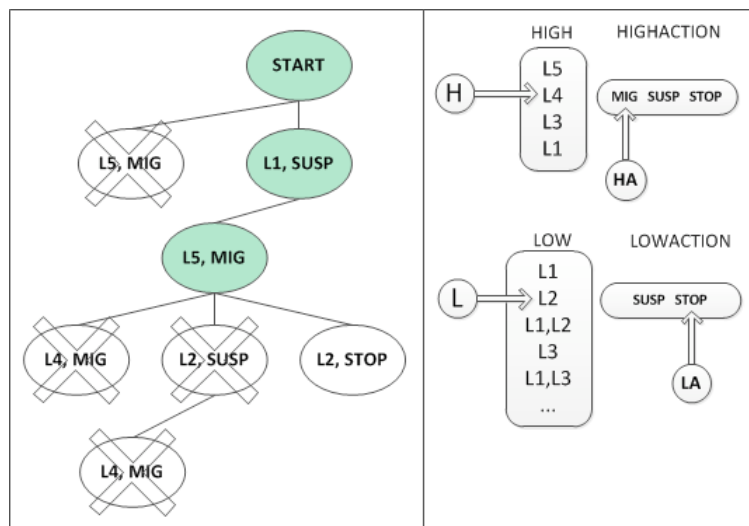 START
L5, MIG
L1, SUSP
L5, MIG
L4, MIG
L2, SUSP
L2, STOP
L4, MIG
HIGH
HIGHACTION
L5
L4
L3
L1
H
MIG SUSP STOP
HA
LOW
LOWACTION
L1
L2
L1,L2
L3
L1,L3
...
L
SUSP STOP
LA